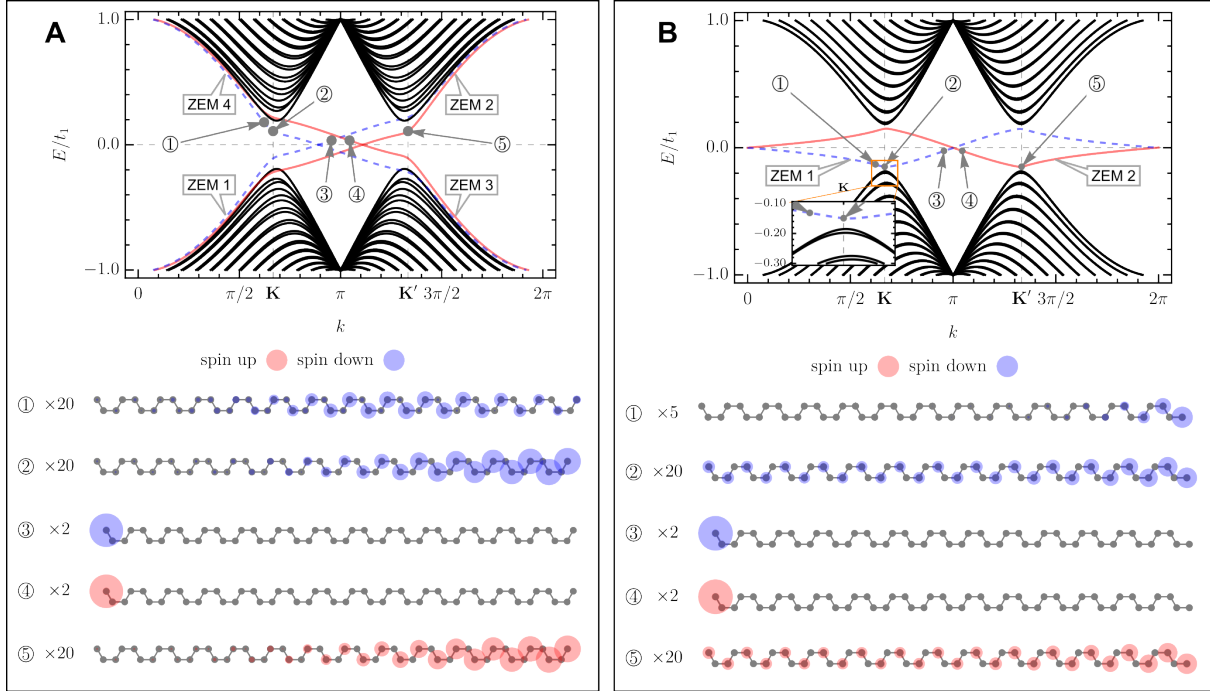 A
1.0
0.0
−1.0
E/t₁
ZEM 4
ZEM 2
ZEM 1
ZEM 3
①
②
③
④
⑤
0
π/2
K
π
K′
3π/2
2π
k
spin up
spin down
① ×20
② ×20
③ ×2
④ ×2
⑤ ×20
B
1.0
0.0
−1.0
E/t₁
①
②
⑤
ZEM 1
③
④
ZEM 2
K
−0.10
−0.20
−0.30
0
π/2
K
π
K′
3π/2
2π
k
spin up
spin down
① ×5
② ×20
③ ×2
④ ×2
⑤ ×20